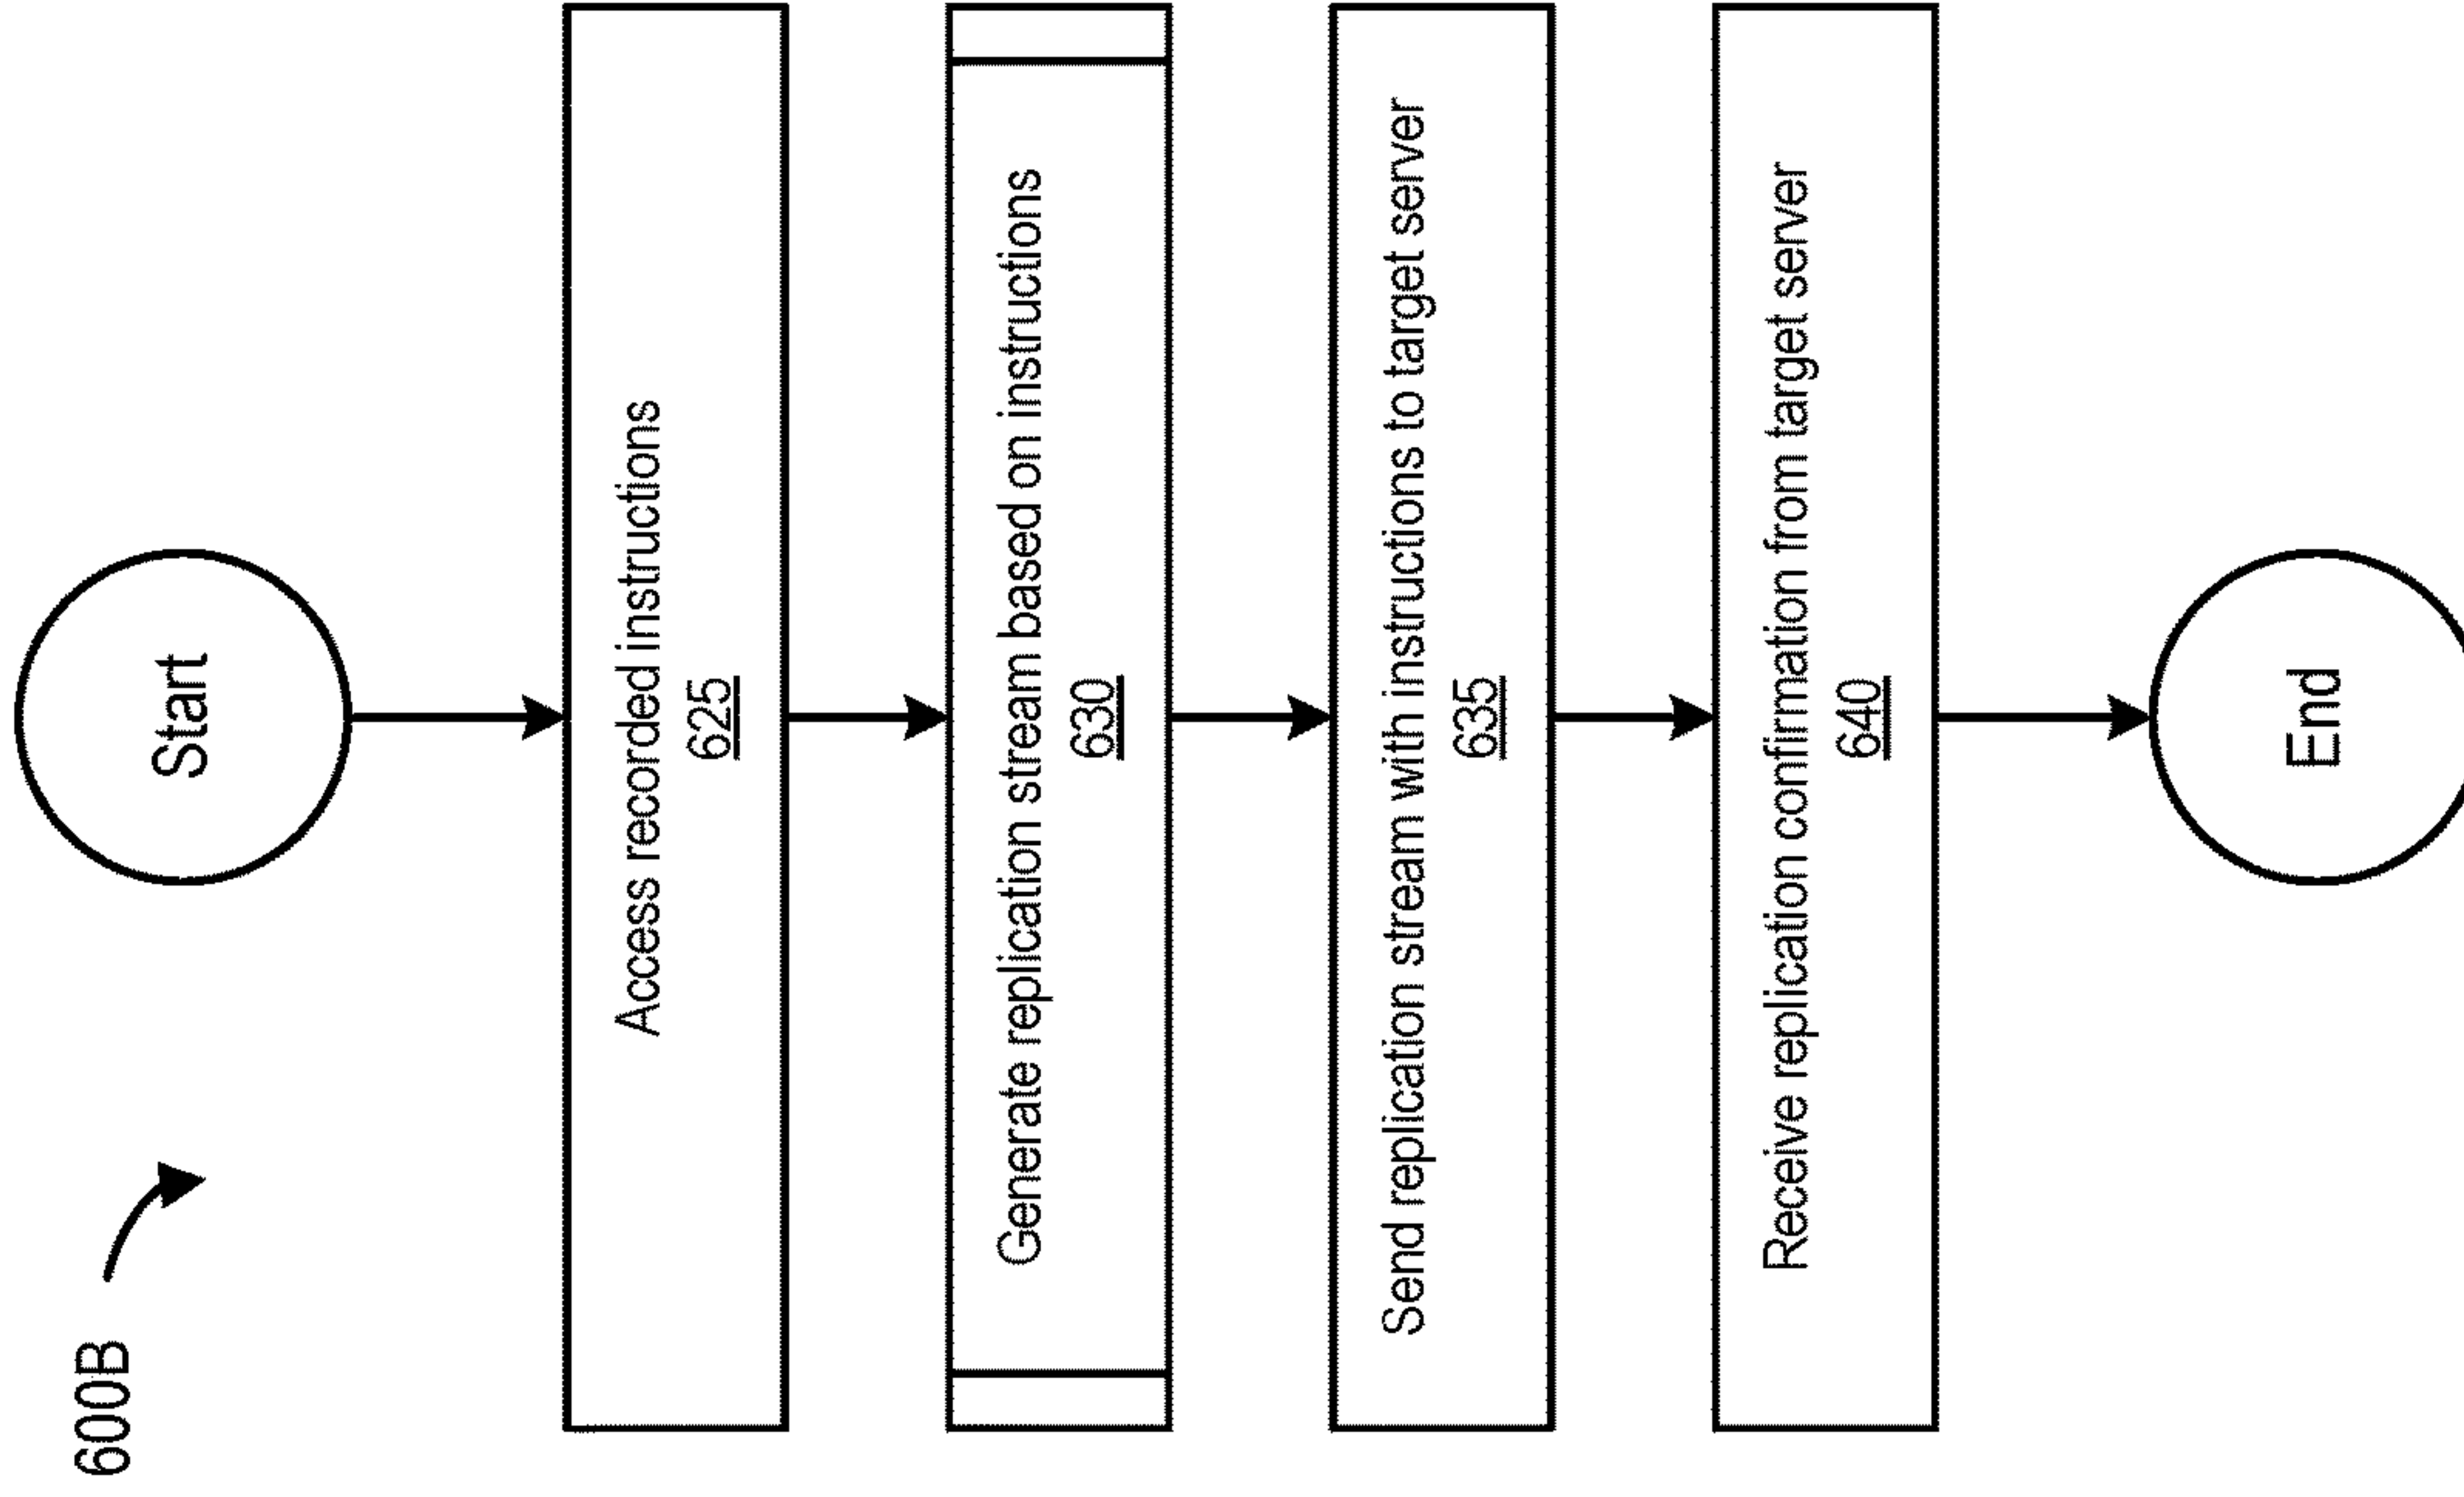 600B
Start
Access recorded instructions
625
Generate replication stream based on instructions
630
Send replication stream with instructions to target server
635
Receive replication confirmation from target server
640
End